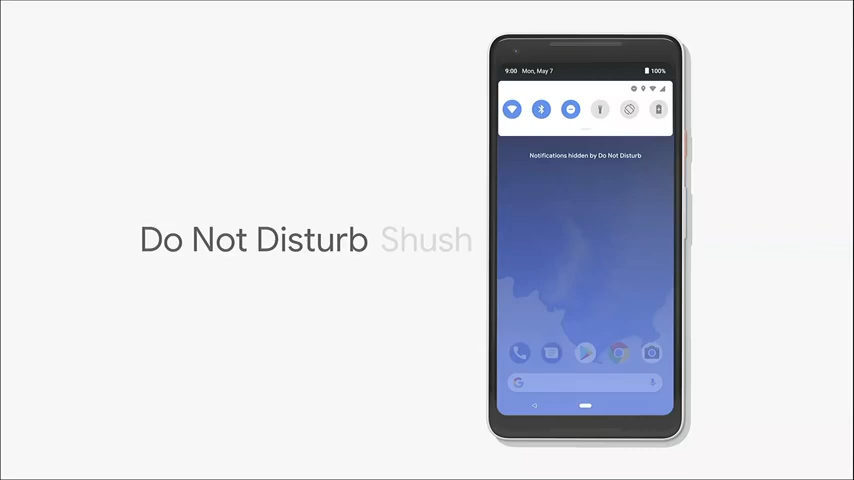 9:00 Mon, May 7 100%
Notifications hidden by Do Not Disturb
Do Not Disturb Shush
G